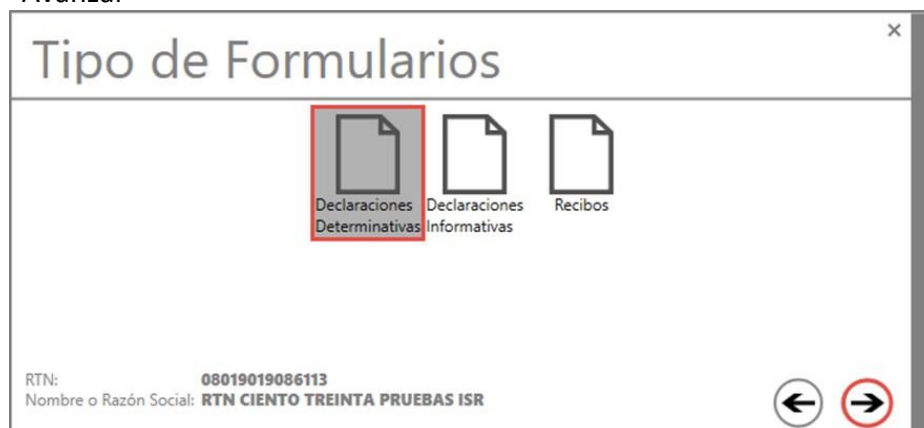 Tipo de Formularios
Declaraciones Determinativas
Declaraciones Informativas
Recibos
RTN: 08019019086113
Nombre o Razón Social: RTN CIENTO TREINTA PRUEBAS ISR